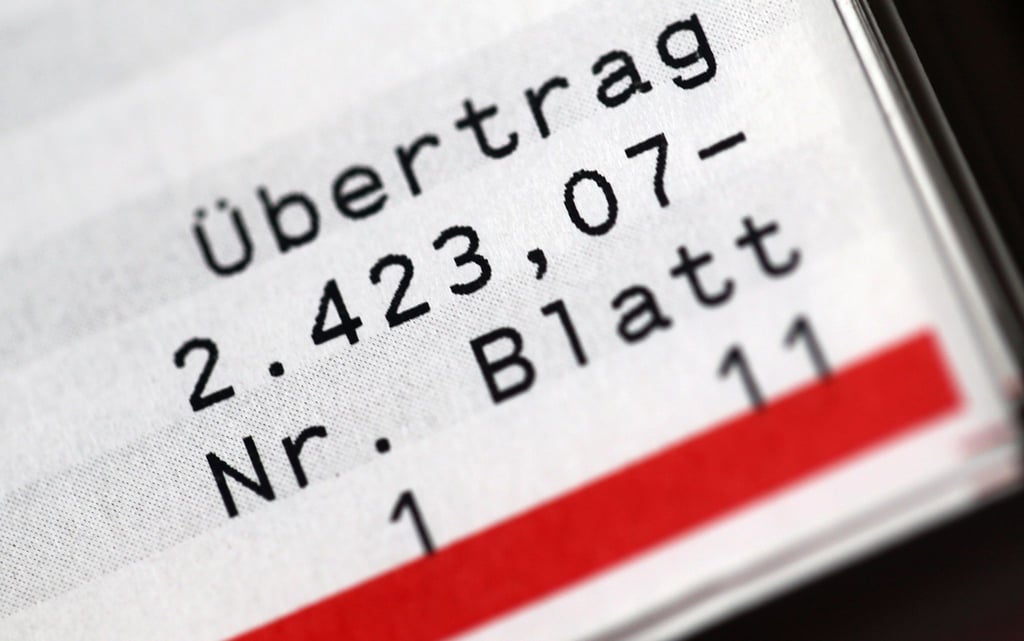 Übertrag
2.423,07-
Nr. Blatt
1 11